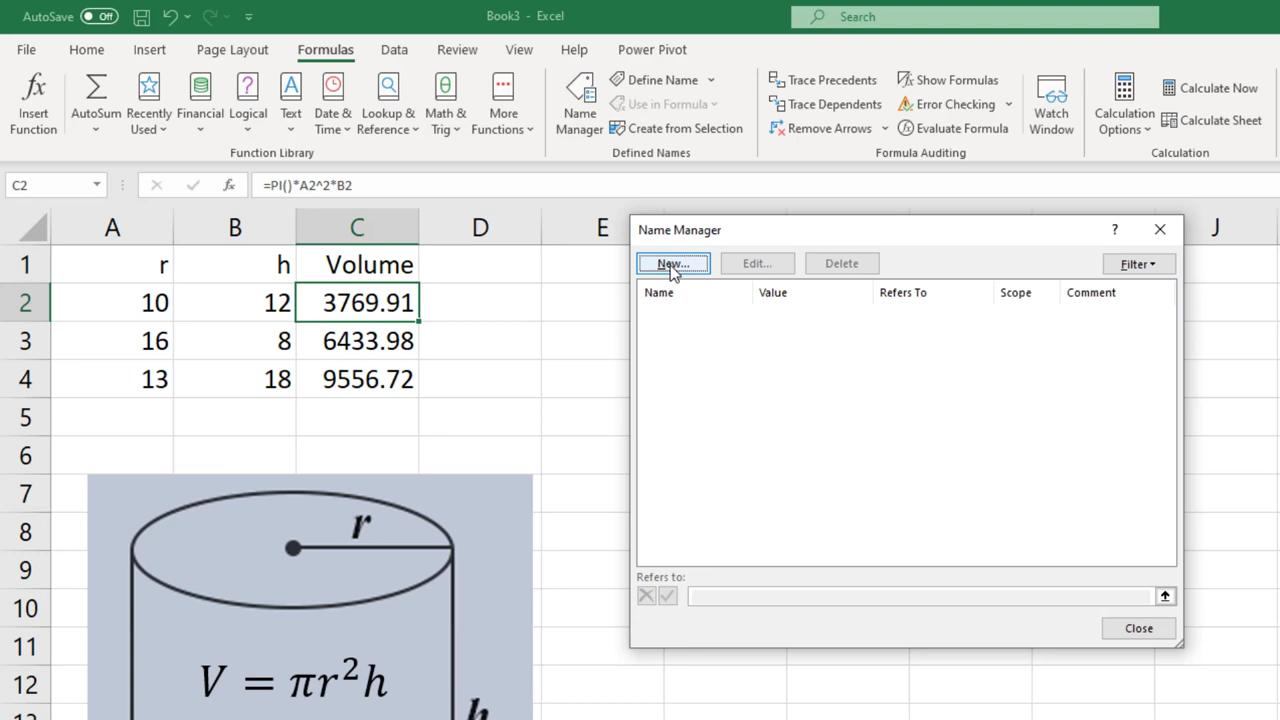 AutoSave Off Book3 - Excel Search
File Home Insert Page Layout Formulas Data Review View Help Power Pivot
fx Insert Function
AutoSum
Recently Used
Financial
Logical
Text
Date & Time
Lookup & Reference
Math & Trig
More Functions
Function Library
Name Manager
Define Name
Use in Formula
Create from Selection
Defined Names
Trace Precedents
Trace Dependents
Remove Arrows
Show Formulas
Error Checking
Evaluate Formula
Formula Auditing
Watch Window
Calculation Options
Calculate Now
Calculate Sheet
Calculation
C2 fx =PI()*A2^2*B2
A B C D E J
1 r h Volume
2 10 12 3769.91
3 16 8 6433.98
4 13 18 9556.72
5
6
7
8
9
10
11
12
13
r
V = πr²h
h
Name Manager ?
New... Edit... Delete Filter
Name Value Refers To Scope Comment
Refers to:
Close